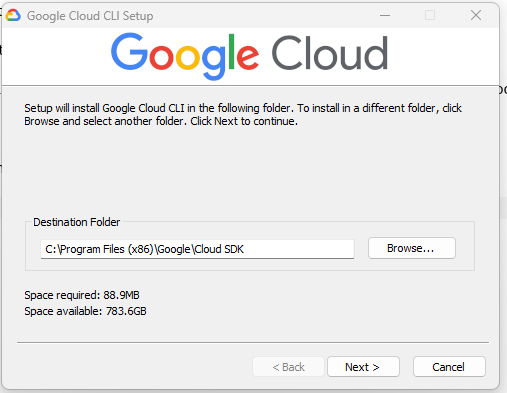 Google Cloud CLI Setup
Google Cloud
Setup will install Google Cloud CLI in the following folder. To install in a different folder, click
Browse and select another folder. Click Next to continue.
Destination Folder
C:\Program Files (x86)\Google\Cloud SDK
Browse...
Space required: 88.9MB
Space available: 783.6GB
< Back
Next >
Cancel